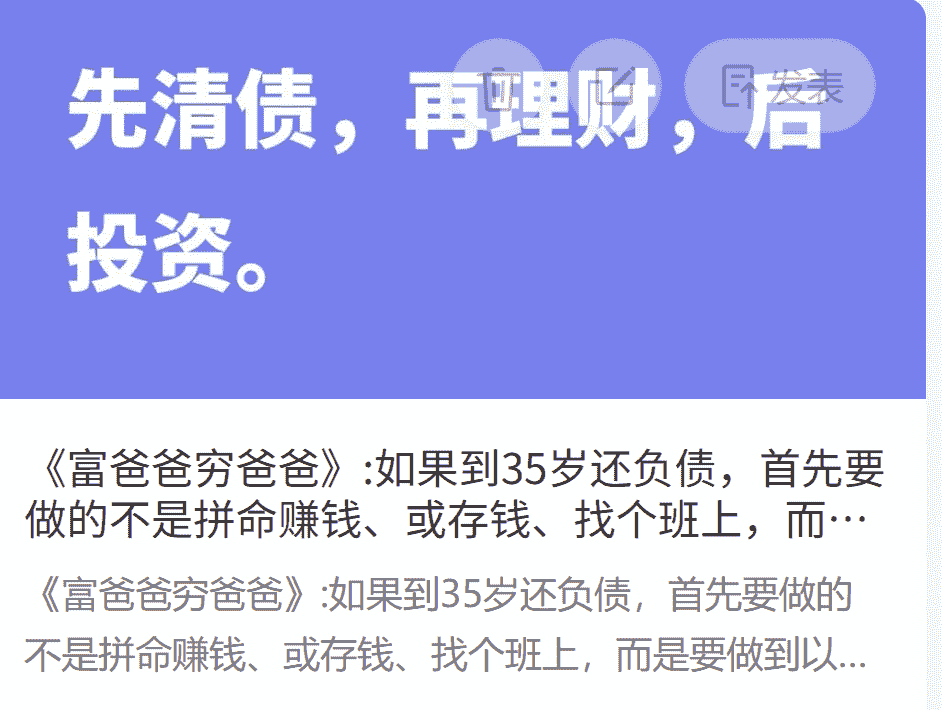 先清债，再理财，后
发表
投资。
《富爸爸穷爸爸》:如果到35岁还负债，首先要
做的不是拼命赚钱、或存钱、找个班上，而…
《富爸爸穷爸爸》:如果到35岁还负债，首先要做的
不是拼命赚钱、或存钱、找个班上，而是要做到以...